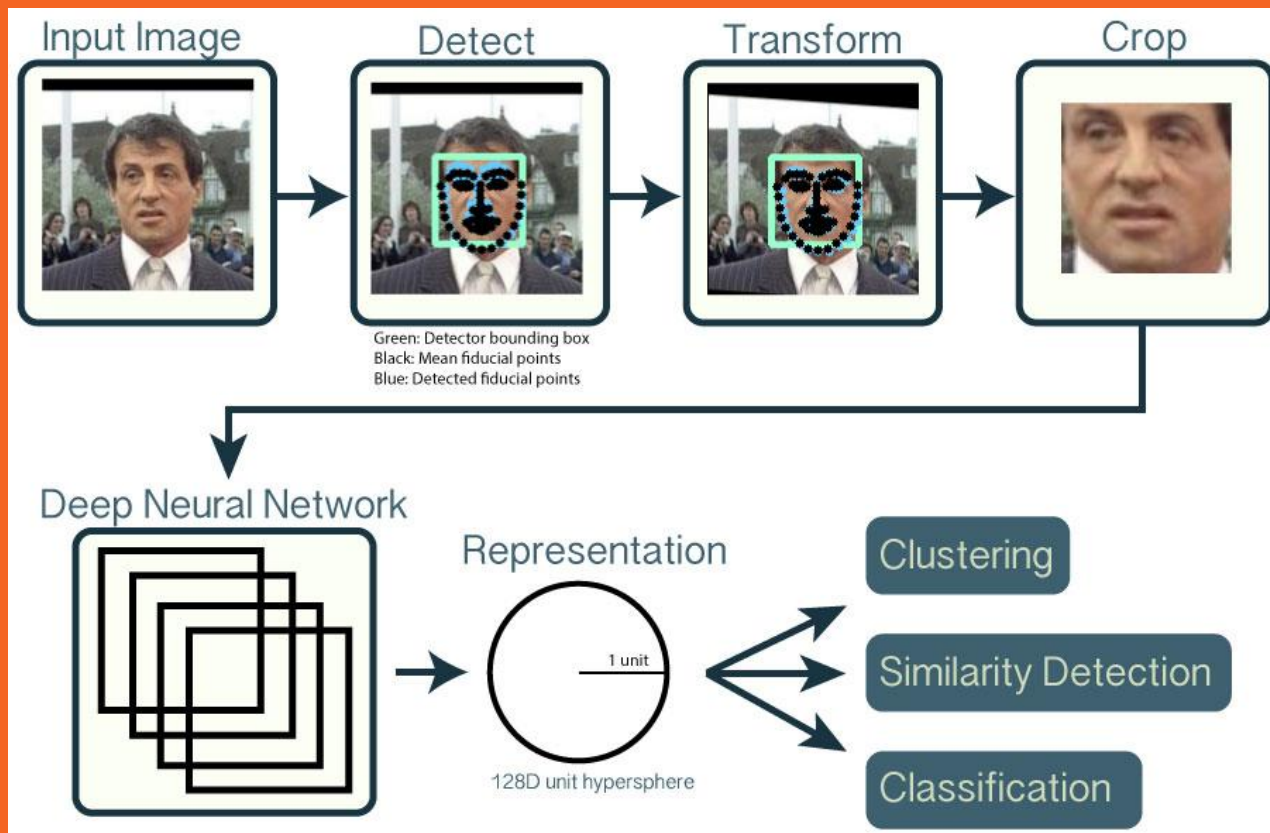 Input Image
Detect
Transform
Crop
Green: Detector bounding box
Black: Mean fiducial points
Blue: Detected fiducial points
Deep Neural Network
Representation
1 unit
128D unit hypersphere
Clustering
Similarity Detection
Classification